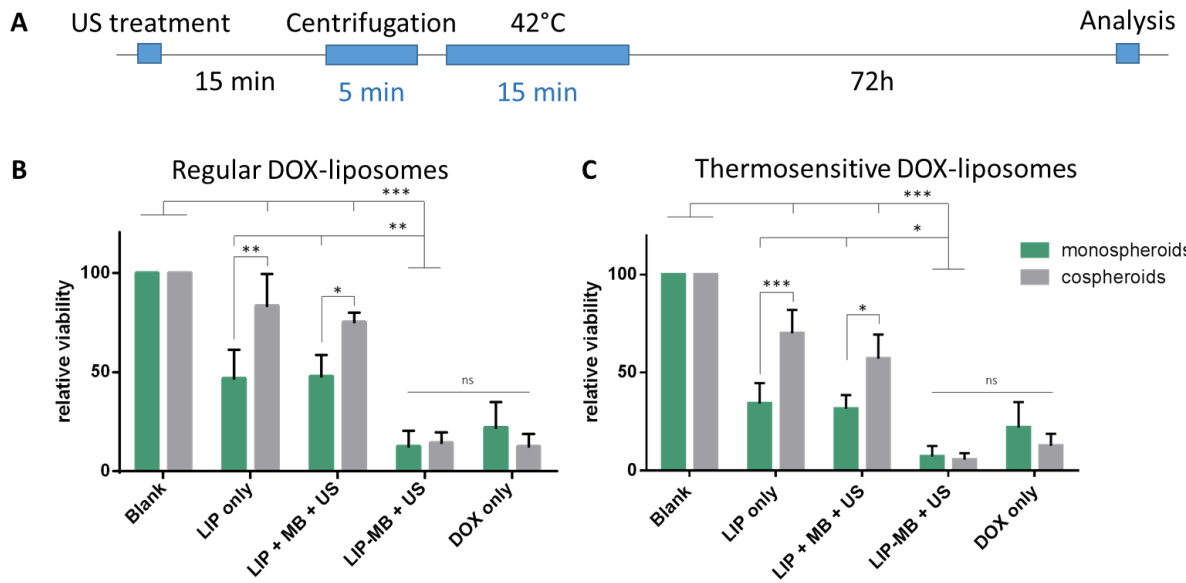 A
US treatment
Centrifugation
42°C
Analysis
15 min
5 min
15 min
72h
B
Regular DOX-liposomes
***
**
**
*
ns
100
50
0
relative viability
Blank
LIP only
LIP + MB + US
LIP-MB + US
DOX only
C
Thermosensitive DOX-liposomes
***
*
***
*
ns
100
50
0
relative viability
Blank
LIP only
LIP + MB + US
LIP-MB + US
DOX only
monospheroids
cospheroids